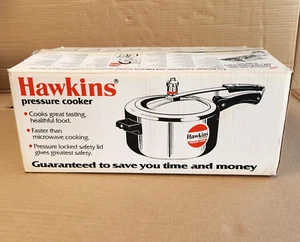 Hawkins®
pressure cooker
• Cooks great tasting,
healthful food.
• Faster than
microwave cooking.
• Pressure locked safety lid
gives greatest safety.
Hawkins
Guaranteed to save you time and money